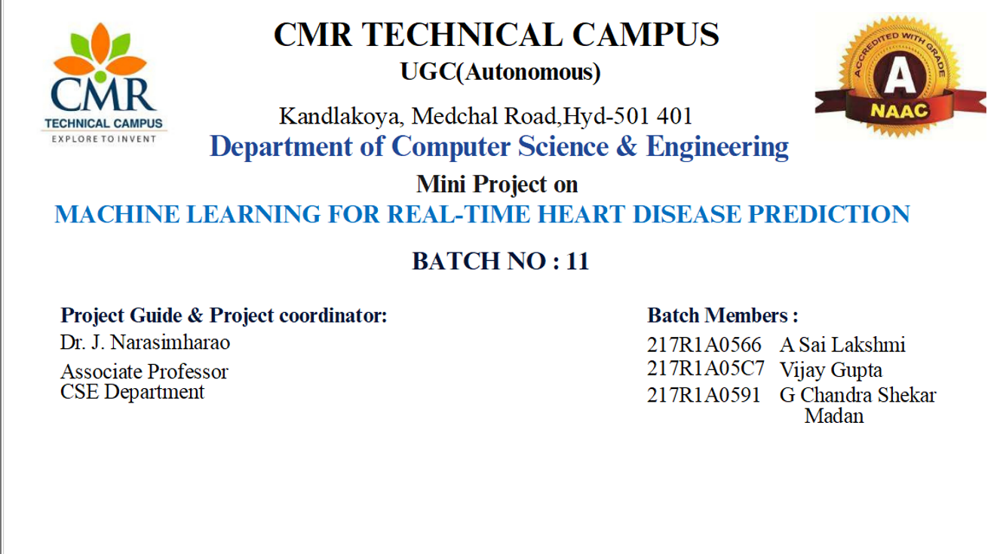 CMR
TECHNICAL CAMPUS
EXPLORE TO INVENT
CMR TECHNICAL CAMPUS
UGC(Autonomous)
Kandlakoya, Medchal Road,Hyd-501 401
Department of Computer Science & Engineering
Mini Project on
MACHINE LEARNING FOR REAL-TIME HEART DISEASE PREDICTION
BATCH NO : 11
ACCREDITED WITH GRADE
A
NAAC
Project Guide & Project coordinator:
Dr. J. Narasimharao
Associate Professor
CSE Department
Batch Members :
217R1A0566 A Sai Lakshmi
217R1A05C7 Vijay Gupta
217R1A0591 G Chandra Shekar
Madan